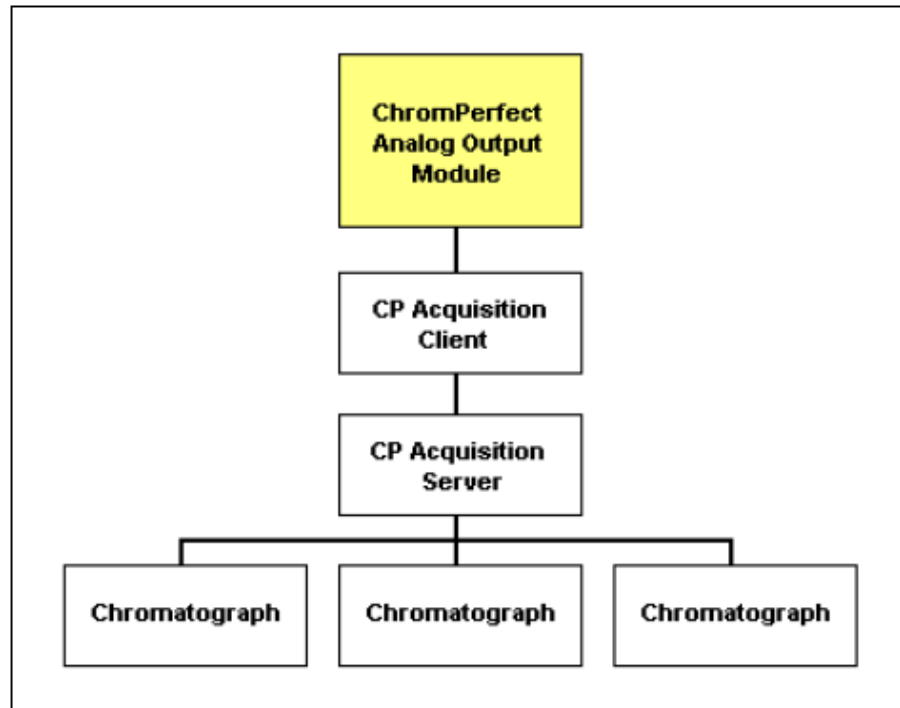 ChromPerfect
Analog Output
Module
CP Acquisition
Client
CP Acquisition
Server
Chromatograph
Chromatograph
Chromatograph